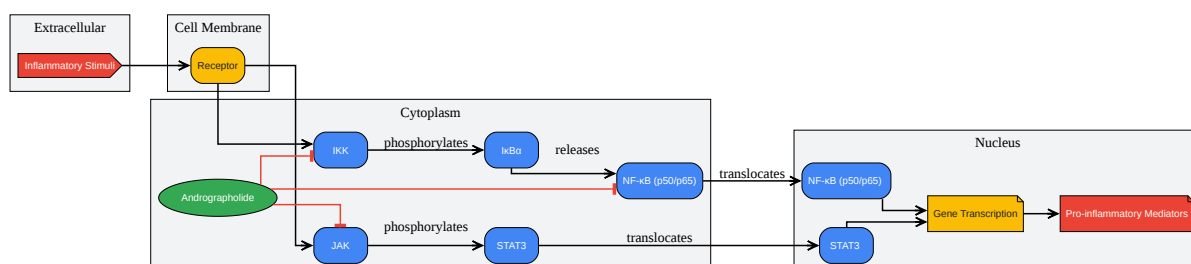 Extracellular
Cell Membrane
Inflammatory Stimuli
Receptor
Cytoplasm
IKK
phosphorylates
IκBα
releases
NF-κB (p50/p65)
translocates
Andrographolide
JAK
phosphorylates
STAT3
translocates
Nucleus
NF-κB (p50/p65)
STAT3
Gene Transcription
Pro-inflammatory Mediators